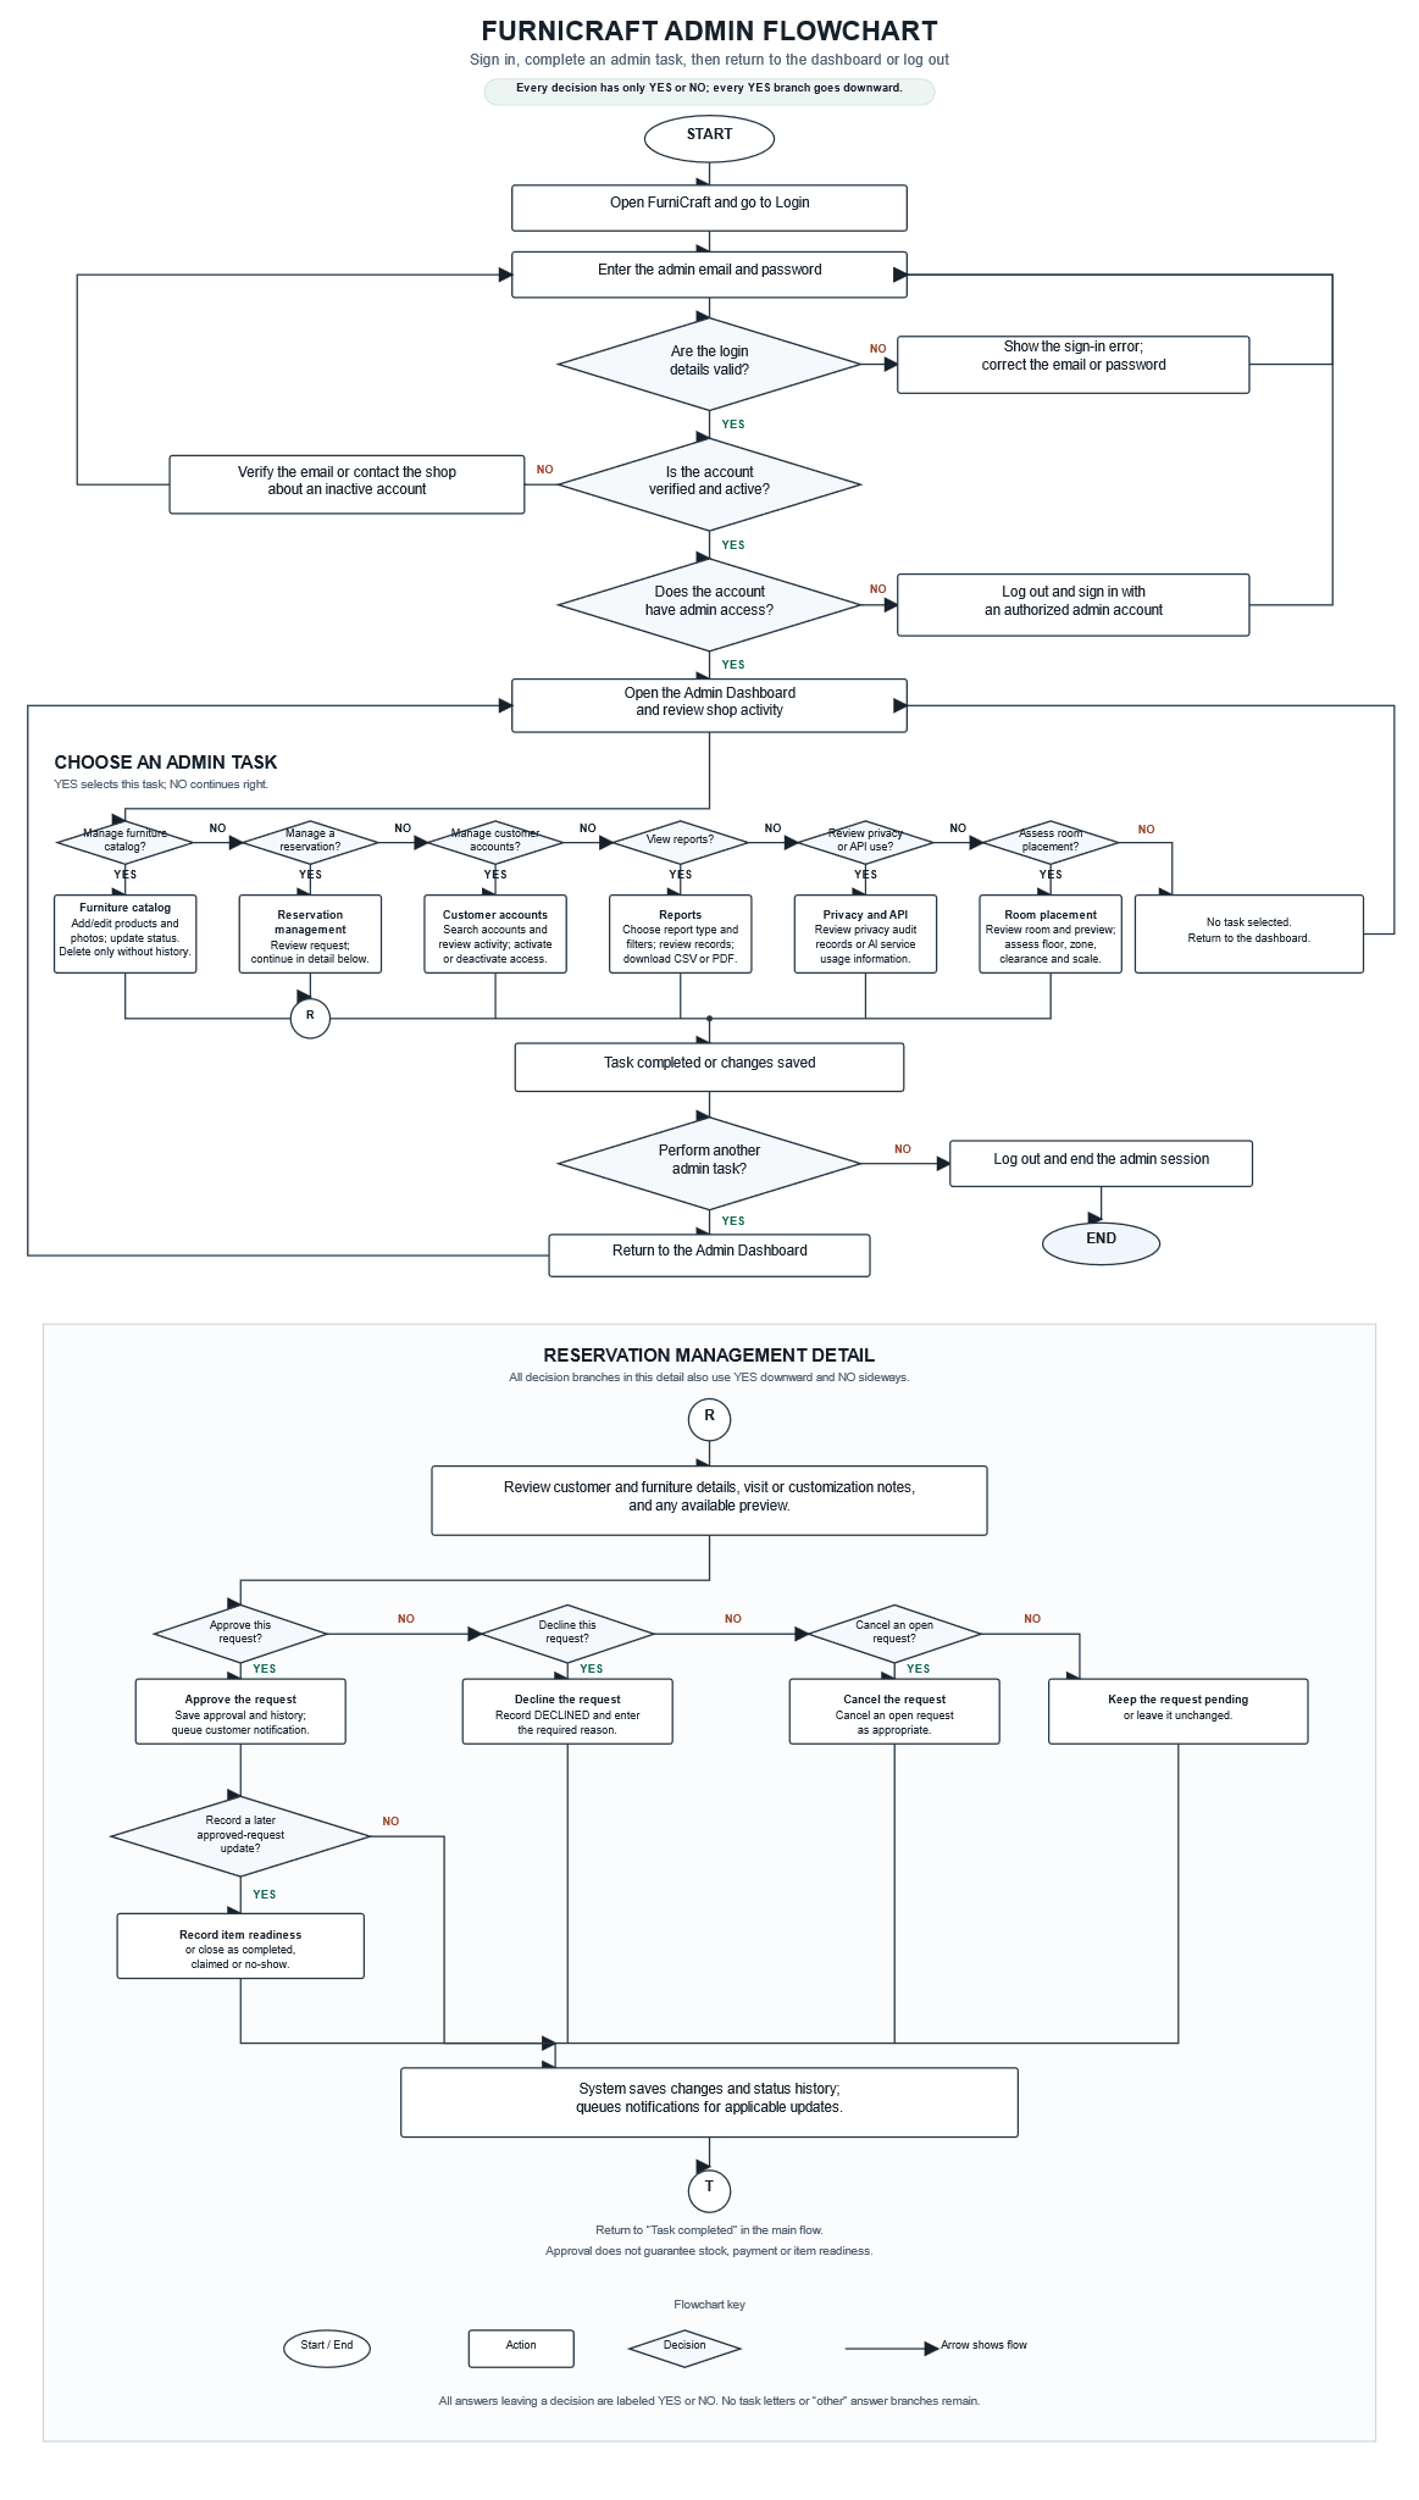 FURNICRAFT ADMIN FLOWCHART
Sign in, complete an admin task, then return to the dashboard or log out
Every decision has only YES or NO; every YES branch goes downward.
START
Open FurniCraft and go to Login
Enter the admin email and password
Are the login
details valid?
NO
Show the sign-in error;
correct the email or password
YES
Is the account
verified and active?
NO
Verify the email or contact the shop
about an inactive account
YES
Does the account
have admin access?
NO
Log out and sign in with
an authorized admin account
YES
Open the Admin Dashboard
and review shop activity
CHOOSE AN ADMIN TASK
YES selects this task; NO continues right.
Manage furniture
catalog?
NO
Manage a
reservation?
NO
Manage customer
accounts?
NO
View reports?
NO
Review privacy
or API use?
NO
Assess room
placement?
NO
YES
YES
YES
YES
YES
YES
Furniture catalog
Add/edit products and
photos; update status.
Delete only without history.
Reservation
management
Review request;
continue in detail below.
Customer accounts
Search accounts and
review activity; activate
or deactivate access.
Reports
Choose report type and
filters; review records;
download CSV or PDF.
Privacy and API
Review privacy audit
records or AI service
usage information.
Room placement
Review room and preview;
assess floor, zone,
clearance and scale.
No task selected.
Return to the dashboard.
R
Task completed or changes saved
Perform another
admin task?
NO
Log out and end the admin session
YES
END
Return to the Admin Dashboard
RESERVATION MANAGEMENT DETAIL
All decision branches in this detail also use YES downward and NO sideways.
R
Review customer and furniture details, visit or customization notes,
and any available preview.
Approve this
request?
NO
Decline this
request?
NO
Cancel an open
request?
NO
YES
YES
YES
Approve the request
Save approval and history;
queue customer notification.
Decline the request
Record DECLINED and enter
the required reason.
Cancel the request
Cancel an open request
as appropriate.
Keep the request pending
or leave it unchanged.
Record a later
approved-request
update?
NO
YES
Record item readiness
or close as completed,
claimed or no-show.
System saves changes and status history;
queues notifications for applicable updates.
T
Return to "Task completed" in the main flow.
Approval does not guarantee stock, payment or item readiness.
Flowchart key
Start / End
Action
Decision
Arrow shows flow
All answers leaving a decision are labeled YES or NO. No task letters or "other" answer branches remain.